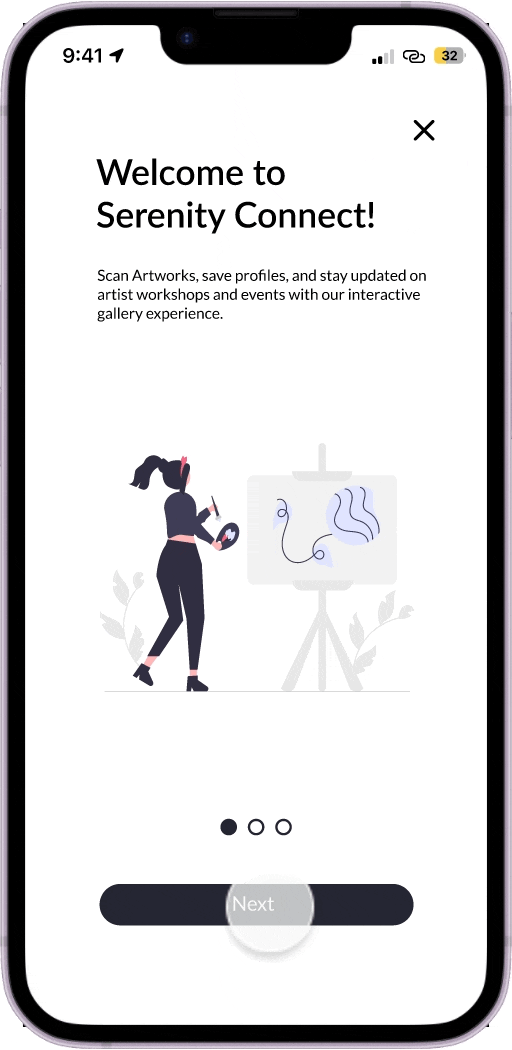 9:41
32
Welcome to
Serenity Connect!
Scan Artworks, save profiles, and stay updated on
artist workshops and events with our interactive
gallery experience.
Next